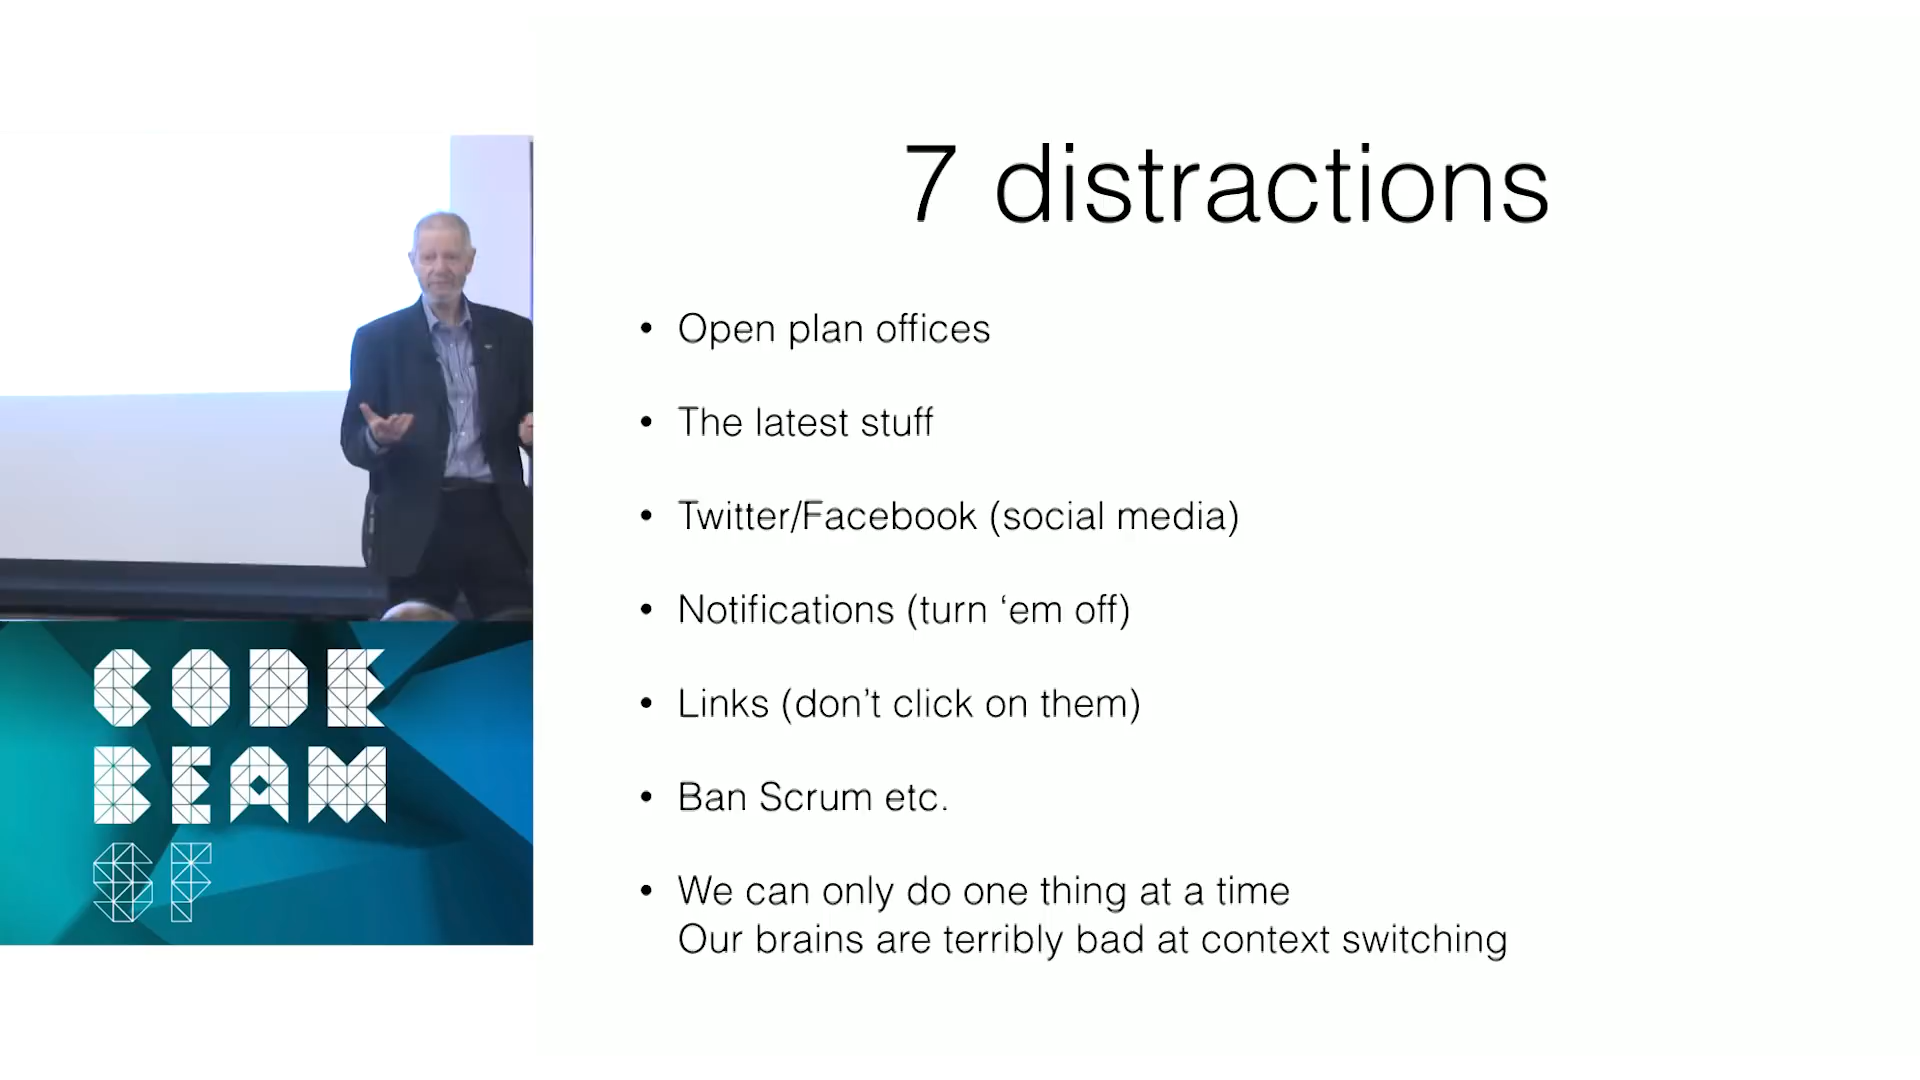 7 distractions
• Open plan offices
• The latest stuff
• Twitter/Facebook (social media)
• Notifications (turn ‘em off)
• Links (don’t click on them)
• Ban Scrum etc.
• We can only do one thing at a time
Our brains are terribly bad at context switching
CODE
BEAM
SF